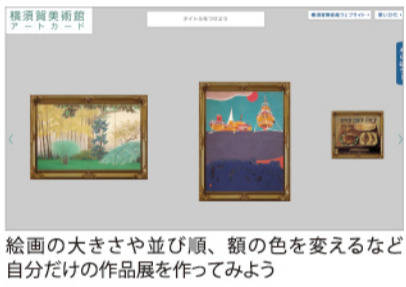 横須賀美術館
アートカード
タイトルをつけよう
横須賀美術館ウェブサイト
使いかた
絵画の大きさや並び順、額の色を変えるなど
自分だけの作品展を作ってみよう